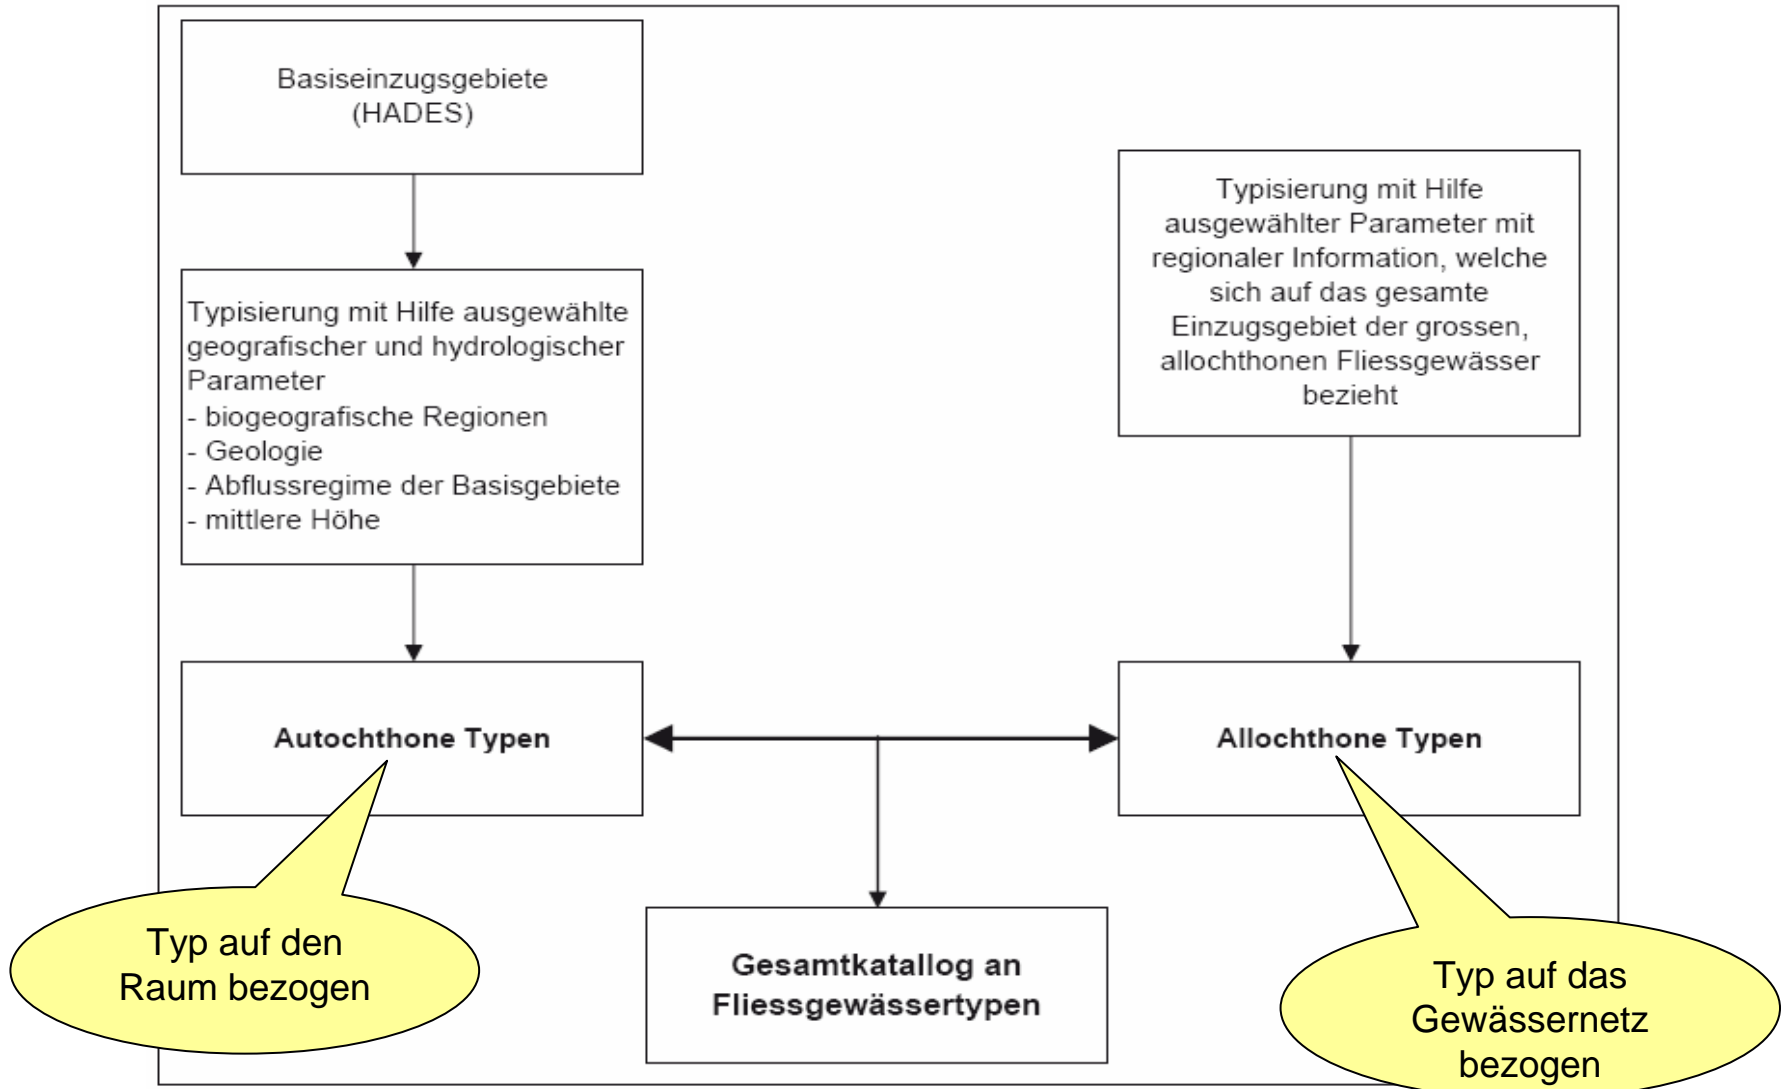 Basiseinzugsgebiete
(HADES)
Typisierung mit Hilfe ausgewählte
geografischer und hydrologischer
Parameter
- biogeografische Regionen
- Geologie
- Abflussregime der Basisgebiete
- mittlere Höhe
Autochthone Typen
Typ auf den
Raum bezogen
Typisierung mit Hilfe
ausgewählter Parameter mit
regionaler Information, welche
sich auf das gesamte
Einzugsgebiet der grossen,
allochthonen Fliessgewässer
bezieht
Allochthone Typen
Typ auf das
Gewässernetz
bezogen
Gesamtkatallog an
Fliessgewässertypen